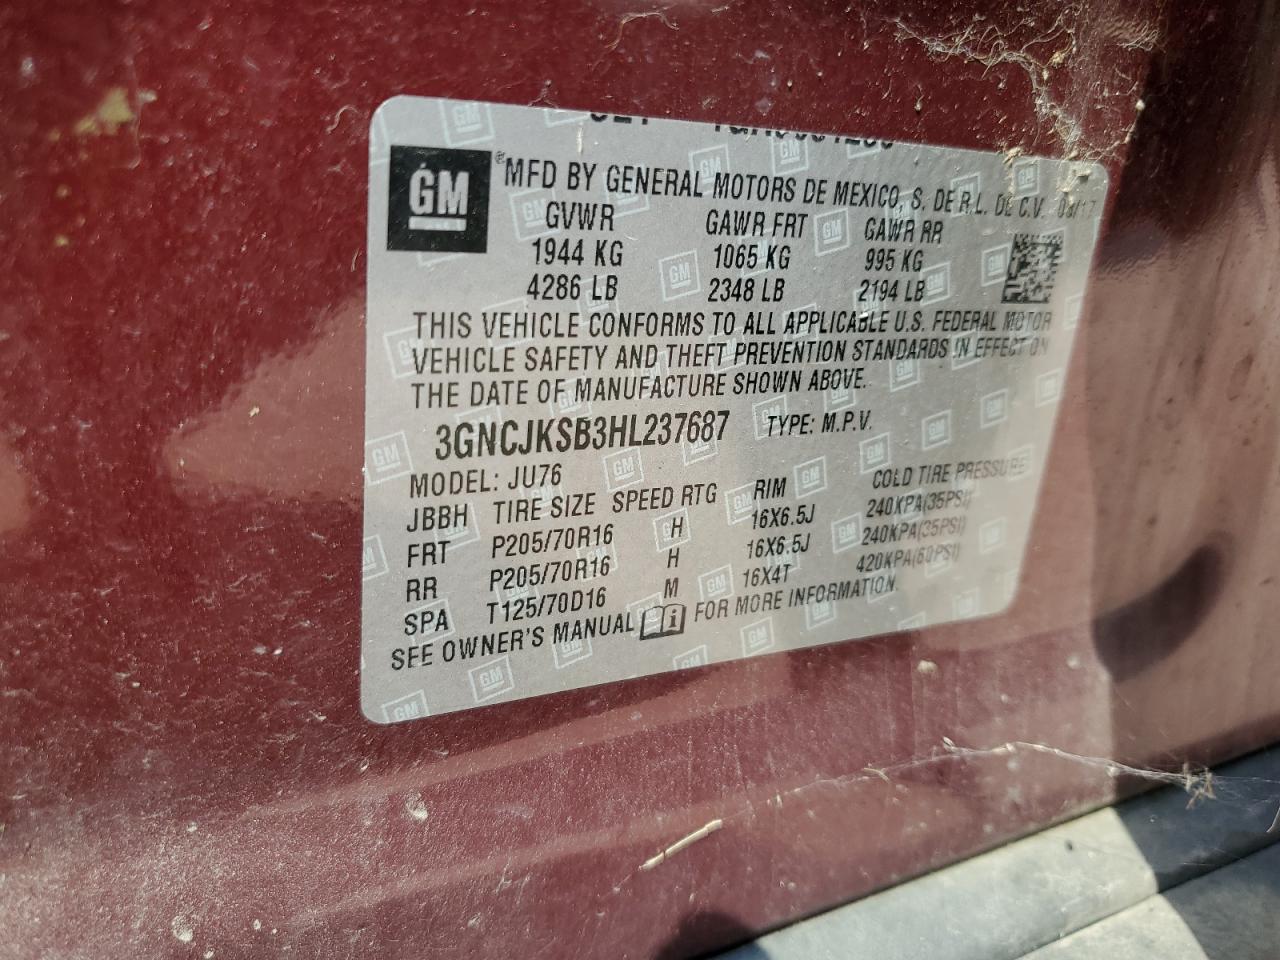 GM
® MFD BY GENERAL MOTORS DE MEXICO, S. DE R.L. DE C.V. 03/17
GVWR GAWR FRT GAWR RR
1944 KG 1065 KG 995 KG
4286 LB 2348 LB 2194 LB
THIS VEHICLE CONFORMS TO ALL APPLICABLE U.S. FEDERAL MOTOR
VEHICLE SAFETY AND THEFT PREVENTION STANDARDS IN EFFECT ON
THE DATE OF MANUFACTURE SHOWN ABOVE.
3GNCJKSB3HL237687 TYPE: M.P.V.
MODEL: JU76
JBBH TIRE SIZE SPEED RTG RIM COLD TIRE PRESSURE
FRT P205/70R16 H 16X6.5J 240KPA(35PSI)
RR P205/70R16 H 16X6.5J 240KPA(35PSI)
SPA T125/70D16 M 16X4T 420KPA(60PSI)
SEE OWNER'S MANUAL i FOR MORE INFORMATION.